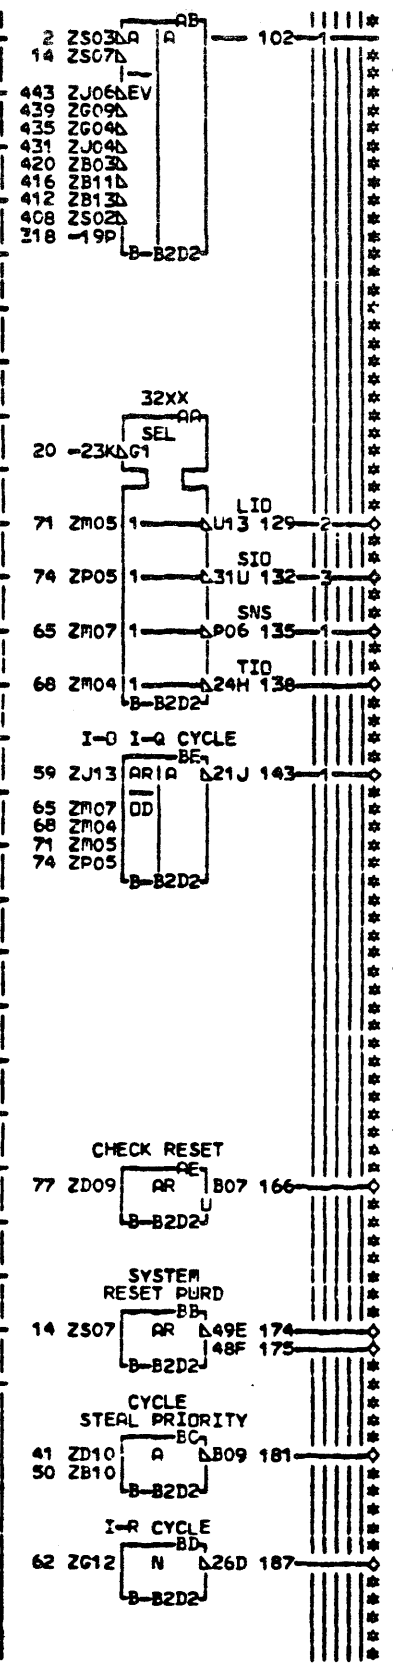 AB
2 ZS03 A A 102 1
14 ZS07
443 ZJ06 EV
439 ZG09
435 ZG04
431 ZJ04
420 ZB03
416 ZB11
412 ZB13
408 ZS02
318 -19P
B-B2D2
32XX
AA
SEL
20 -23K G1
LIO
71 ZM05 1 U13 129 2
SIO
74 ZP05 1 31U 132 3
SNS
65 ZM07 1 P06 135 1
TIO
68 ZM04 1 24H 138
B-B2D2
I-O I-Q CYCLE
BE
59 ZJ13 AR A 21J 143 1
65 ZM07 OD
68 ZM04
71 ZM05
74 ZP05
B-B2D2
CHECK RESET
AE
77 ZD09 AR B07 166
U
B-B2D2
SYSTEM
RESET PWRD
BB
14 ZS07 AR 49E 174
48F 175
B-B2D2
CYCLE
STEAL PRIORITY
BC
41 ZD10 A B09 181
50 ZB10
B-B2D2
I-R CYCLE
BD
62 ZG12 N 26D 187
B-B2D2